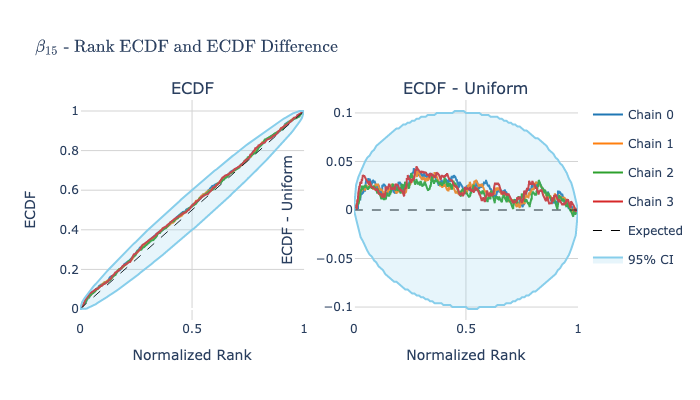 β₁₅ - Rank ECDF and ECDF Difference
ECDF
ECDF - Uniform
1
0.8
0.6
0.4
0.2
0
ECDF
0
0.5
1
Normalized Rank
0.1
0.05
0
−0.05
−0.1
ECDF - Uniform
0
0.5
1
Normalized Rank
Chain 0
Chain 1
Chain 2
Chain 3
Expected
95% CI